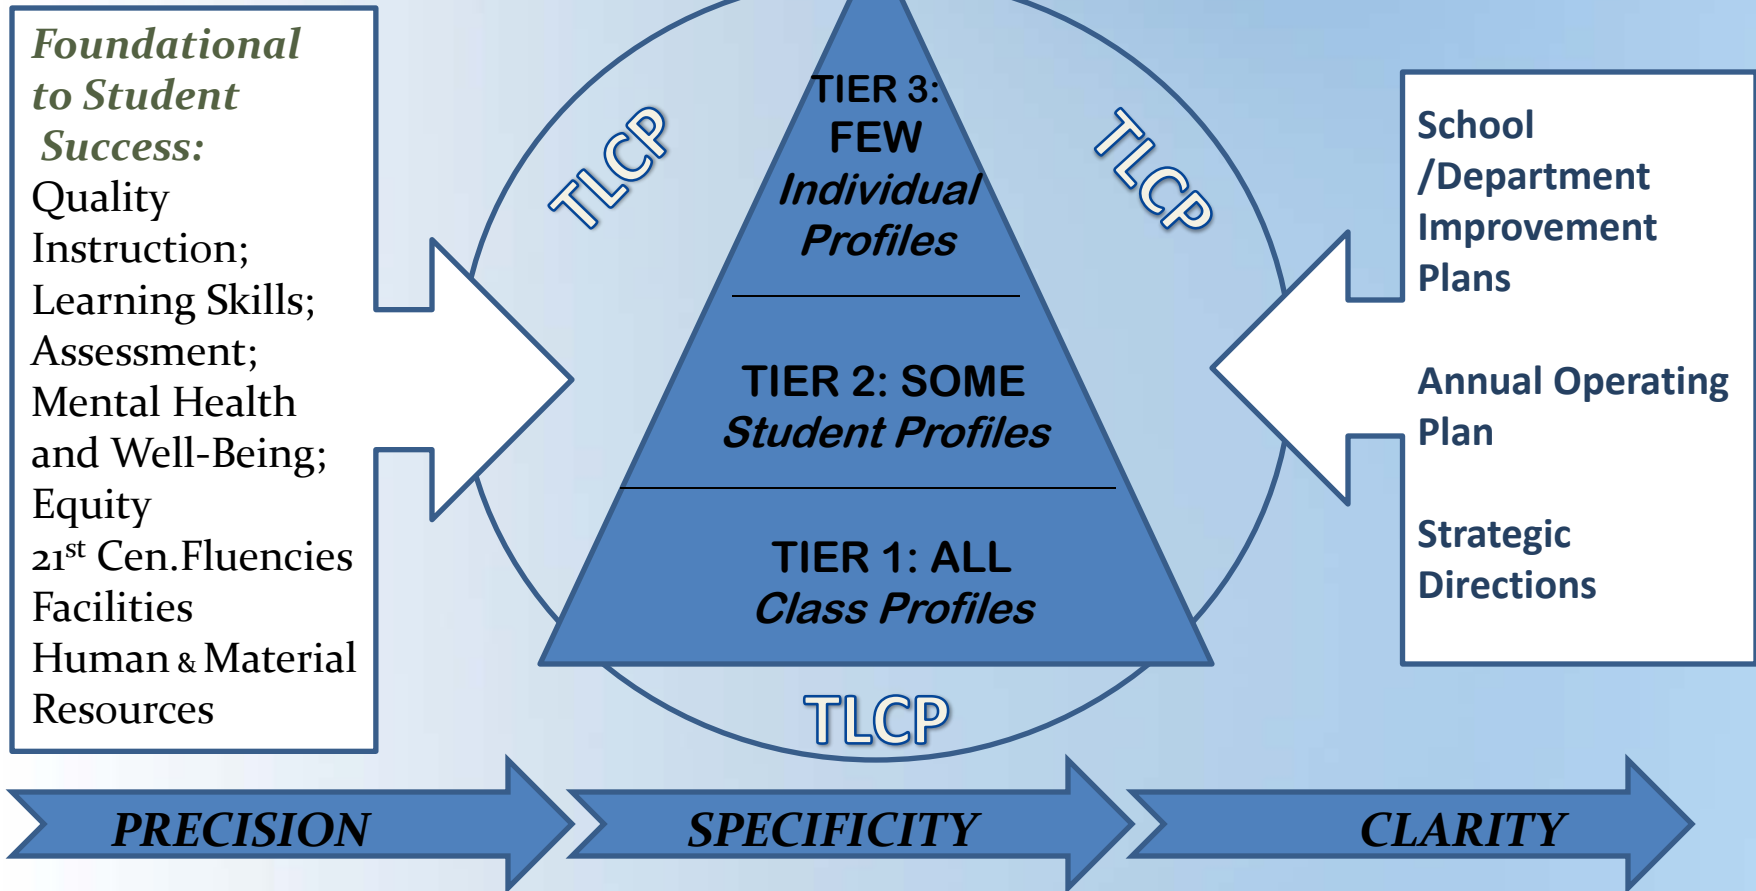 Foundational
to Student
Success:
Quality
Instruction;
Learning Skills;
Assessment;
Mental Health
and Well-Being;
Equity
21st Cen.Fluencies
Facilities
Human & Material
Resources
TLCP
TIER 3:
FEW
Individual
Profiles
TIER 2: SOME
Student Profiles
TIER 1: ALL
Class Profiles
TLCP
TLCP
School
/Department
Improvement
Plans
Annual Operating
Plan
Strategic
Directions
PRECISION
SPECIFICITY
CLARITY